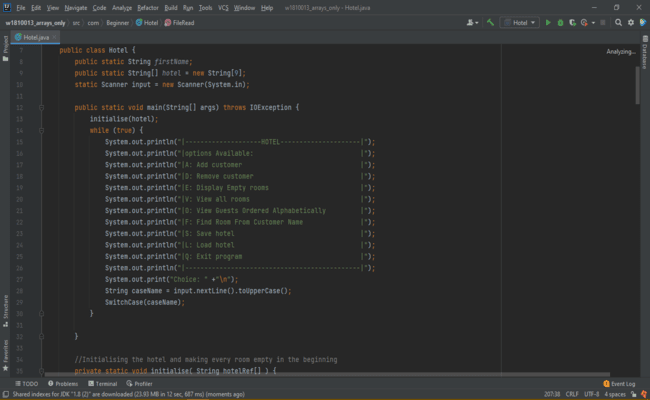 File Edit View Navigate Code Analyze Refactor Build Run Tools VCS Window Help w1810013_arrays_only - Hotel.java
w1810013_arrays_only src com Beginner Hotel FileRead Hotel
Hotel.java
Project
Database
Analyzing...
7 public class Hotel {
8 public static String firstName;
9 public static String[] hotel = new String[9];
10 static Scanner input = new Scanner(System.in);
11
12 public static void main(String[] args) throws IOException {
13 initialise(hotel);
14 while (true) {
15 System.out.println("|--------------------HOTEL---------------------|");
16 System.out.println("|options Available: |");
17 System.out.println("|A: Add customer |");
18 System.out.println("|D: Remove customer |");
19 System.out.println("|E: Display Empty rooms |");
20 System.out.println("|V: View all rooms |");
21 System.out.println("|O: View Guests Ordered Alphabetically |");
22 System.out.println("|F: Find Room From Customer Name |");
23 System.out.println("|S: Save hotel |");
24 System.out.println("|L: Load hotel |");
25 System.out.println("|Q: Exit program |");
26 System.out.println("|----------------------------------------------|");
27 System.out.print("Choice: " +"\n");
28 String caseName = input.nextLine().toUpperCase();
29 SwitchCase(caseName);
30 }
31
32 }
33
34 //Initialising the hotel and making every room empty in the beginning
35 private static void initialise( String hotelRef[] ) {
Structure
Favorites
TODO Problems Terminal Profiler Event Log
Shared indexes for JDK "1.8 (2)" are downloaded (23.93 MB in 12 sec, 687 ms) (moments ago) 207:38 CRLF UTF-8 4 spaces